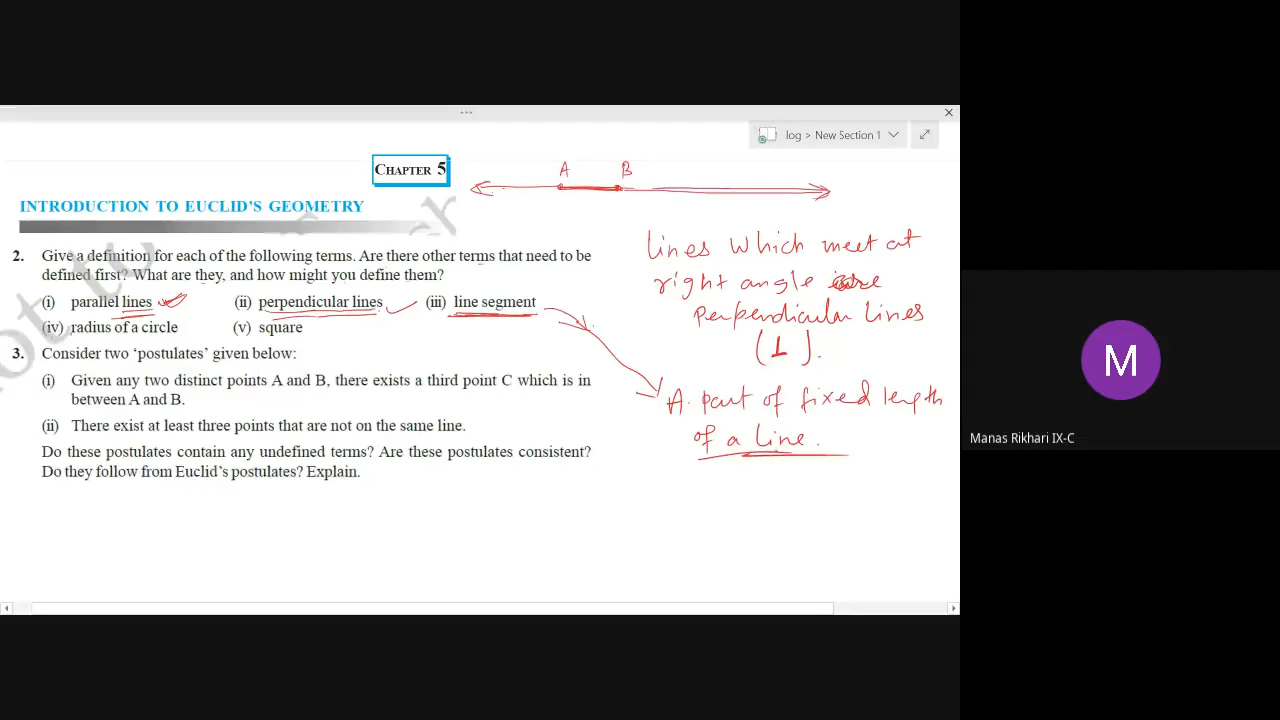 log > New Section 1
CHAPTER 5
A B
INTRODUCTION TO EUCLID'S GEOMETRY
2. Give a definition for each of the following terms. Are there other terms that need to be
defined first? What are they, and how might you define them?
(i) parallel lines (ii) perpendicular lines (iii) line segment
(iv) radius of a circle (v) square
3. Consider two 'postulates' given below:
(i) Given any two distinct points A and B, there exists a third point C which is in
between A and B.
(ii) There exist at least three points that are not on the same line.
Do these postulates contain any undefined terms? Are these postulates consistent?
Do they follow from Euclid's postulates? Explain.
lines which meet at
right angle are
perpendicular lines
(⊥).
A part of fixed length
of a line.
M
Manas Rikhari IX-C